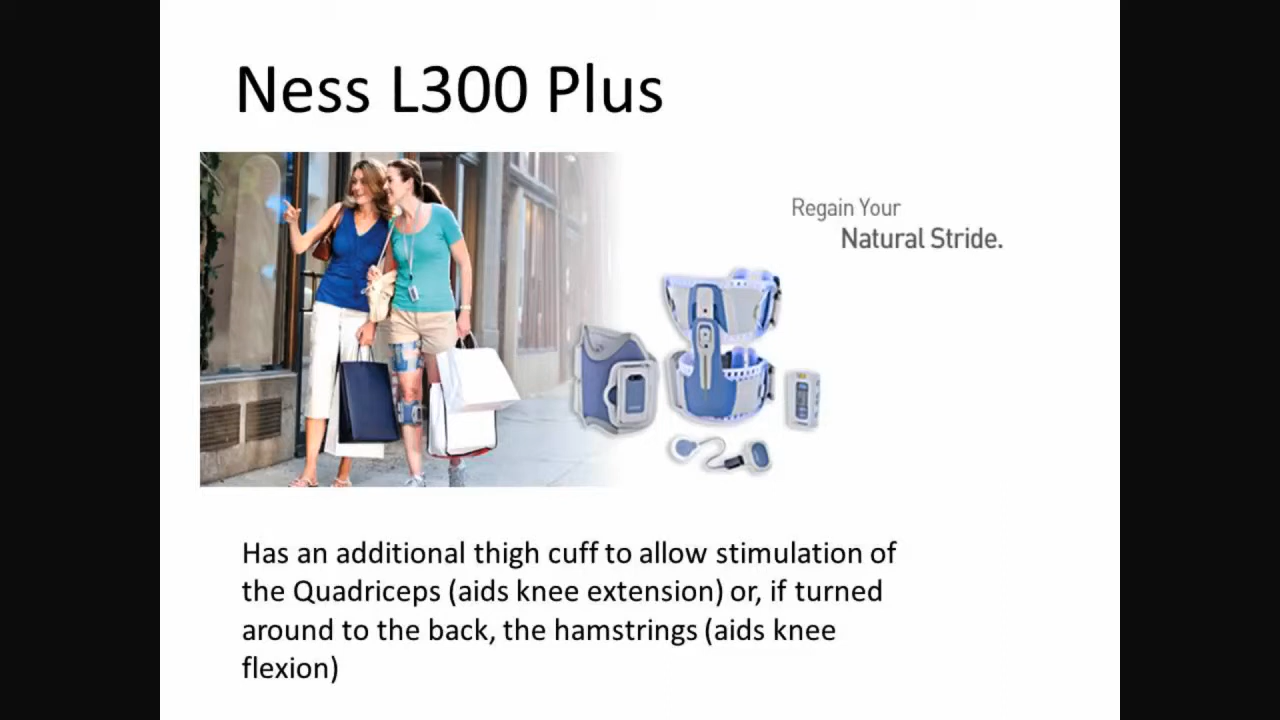 Ness L300 Plus
Regain Your
Natural Stride.
Has an additional thigh cuff to allow stimulation of
the Quadriceps (aids knee extension) or, if turned
around to the back, the hamstrings (aids knee
flexion)